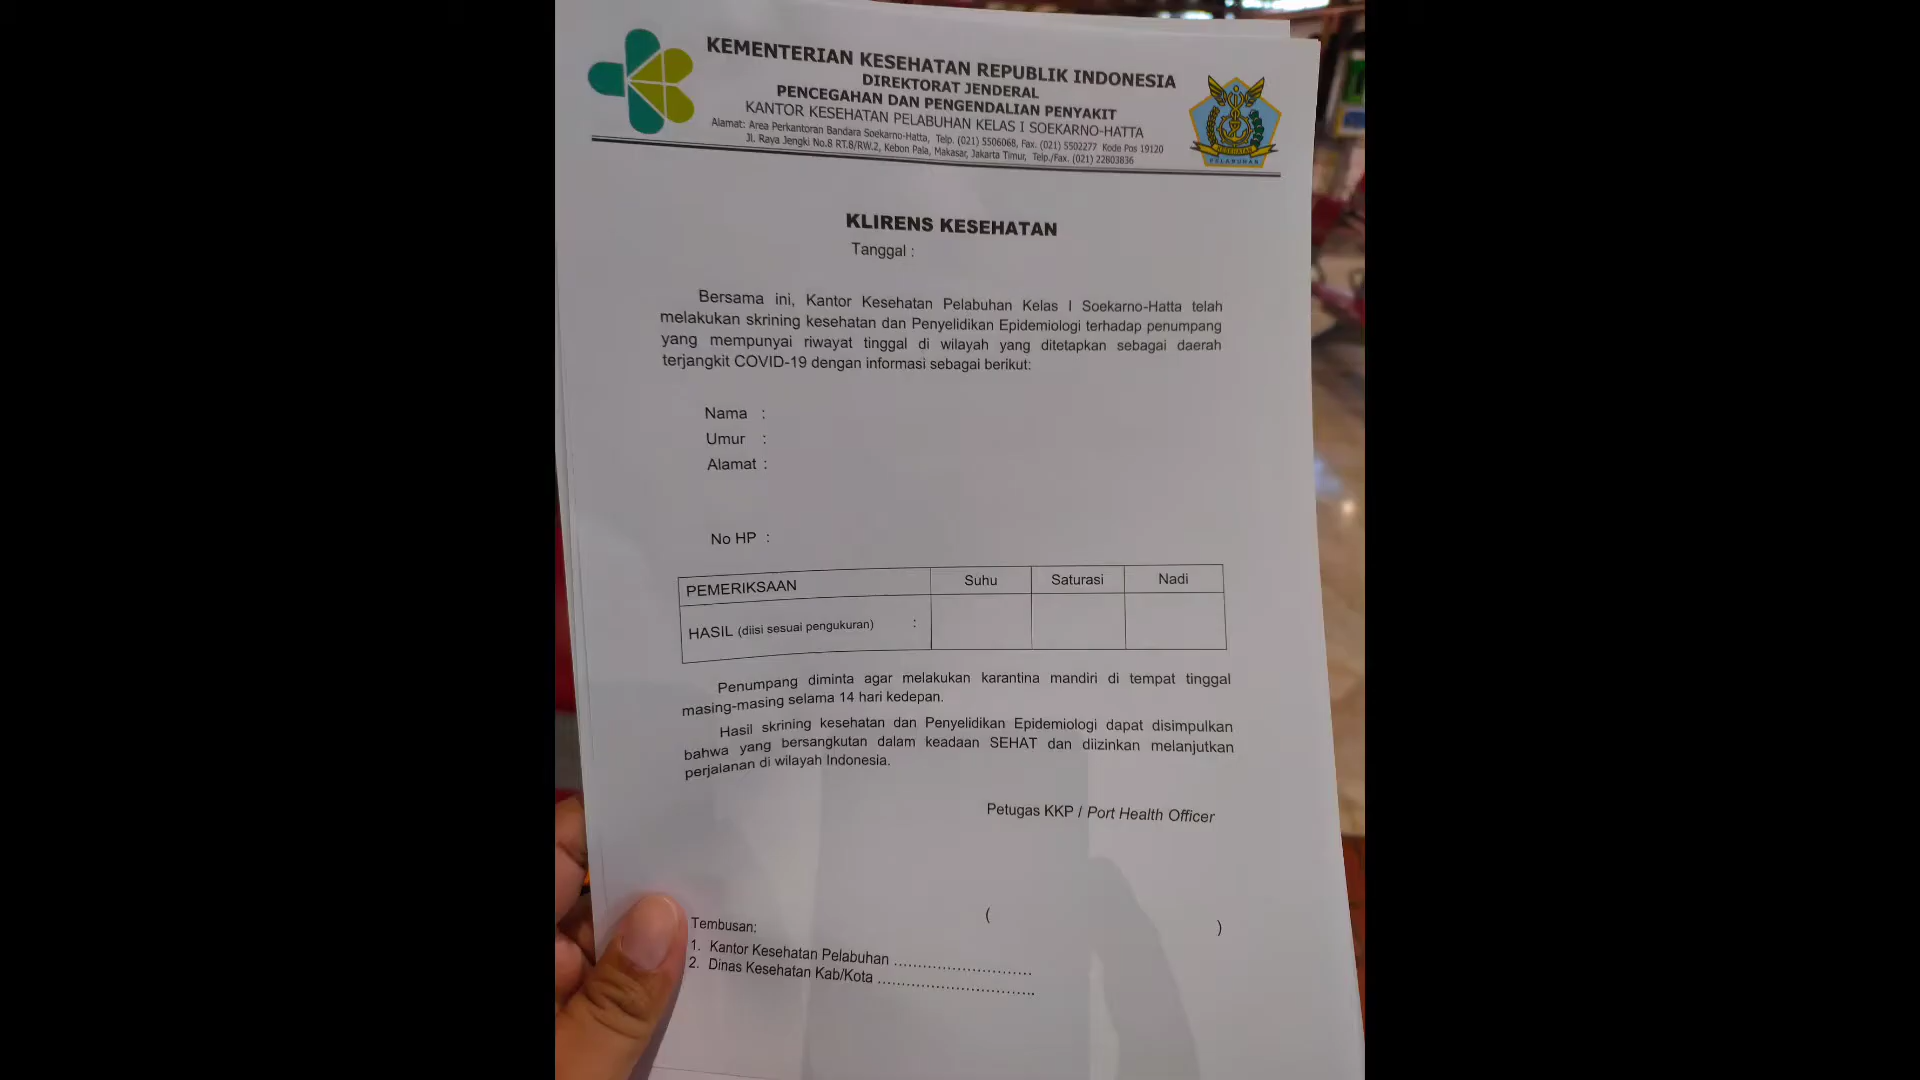 KEMENTERIAN KESEHATAN REPUBLIK INDONESIA
DIREKTORAT JENDERAL
PENCEGAHAN DAN PENGENDALIAN PENYAKIT
KANTOR KESEHATAN PELABUHAN KELAS I SOEKARNO-HATTA
Alamat: Area Perkantoran Bandara Soekarno-Hatta, Telp. (021) 5506068, Fax. (021) 5502277 Kode Pos 19120
Jl. Raya Jengki No.8 RT.8/RW.2, Kebon Pala, Makasar, Jakarta Timur, Telp./Fax. (021) 22803836
KESEHATAN
PELABUHAN
KLIRENS KESEHATAN
Tanggal :
Bersama ini, Kantor Kesehatan Pelabuhan Kelas I Soekarno-Hatta telah
melakukan skrining kesehatan dan Penyelidikan Epidemiologi terhadap penumpang
yang mempunyai riwayat tinggal di wilayah yang ditetapkan sebagai daerah
terjangkit COVID-19 dengan informasi sebagai berikut:
Nama :
Umur :
Alamat :
No HP :
PEMERIKSAAN Suhu Saturasi Nadi
HASIL (diisi sesuai pengukuran) :
Penumpang diminta agar melakukan karantina mandiri di tempat tinggal
masing-masing selama 14 hari kedepan.
Hasil skrining kesehatan dan Penyelidikan Epidemiologi dapat disimpulkan
bahwa yang bersangkutan dalam keadaan SEHAT dan diizinkan melanjutkan
perjalanan di wilayah Indonesia.
Petugas KKP / Port Health Officer
( )
Tembusan:
1. Kantor Kesehatan Pelabuhan .............................
2. Dinas Kesehatan Kab/Kota .................................